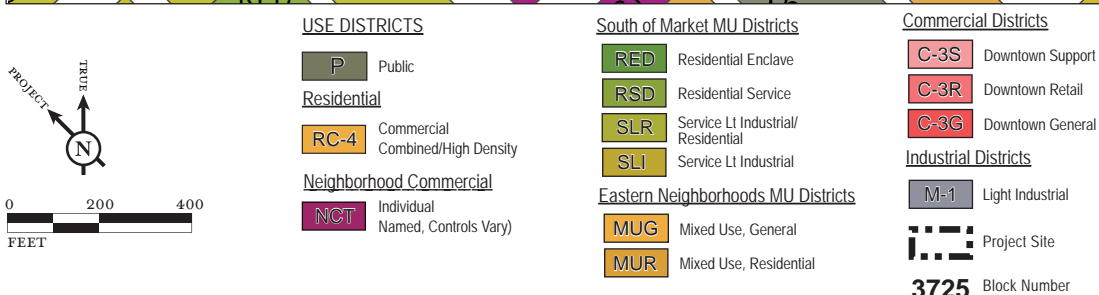 PROJECT
TRUE
N
0 200 400
FEET
USE DISTRICTS
P Public
Residential
RC-4 Commercial
Combined/High Density
Neighborhood Commercial
NCT Individual
Named, Controls Vary)
South of Market MU Districts
RED Residential Enclave
RSD Residential Service
SLR Service Lt Industrial/
Residential
SLI Service Lt Industrial
Eastern Neighborhoods MU Districts
MUG Mixed Use, General
MUR Mixed Use, Residential
Commercial Districts
C-3S Downtown Support
C-3R Downtown Retail
C-3G Downtown General
Industrial Districts
M-1 Light Industrial
Project Site
3725 Block Number